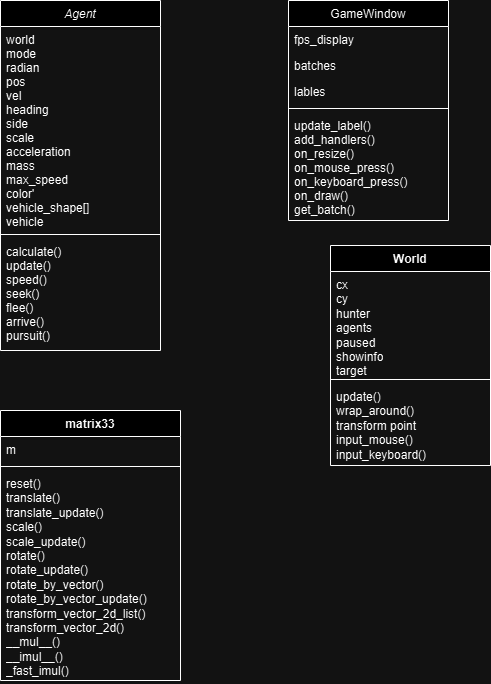 Agent
world
mode
radian
pos
vel
heading
side
scale
acceleration
mass
max_speed
color'
vehicle_shape[]
vehicle
calculate()
update()
speed()
seek()
flee()
arrive()
pursuit()
GameWindow
fps_display
batches
lables
update_label()
add_handlers()
on_resize()
on_mouse_press()
on_keyboard_press()
on_draw()
get_batch()
World
cx
cy
hunter
agents
paused
showinfo
target
update()
wrap_around()
transform point
input_mouse()
input_keyboard()
matrix33
m
reset()
translate()
translate_update()
scale()
scale_update()
rotate()
rotate_update()
rotate_by_vector()
rotate_by_vector_update()
transform_vector_2d_list()
transform_vector_2d()
__mul__()
__imul__()
_fast_imul()